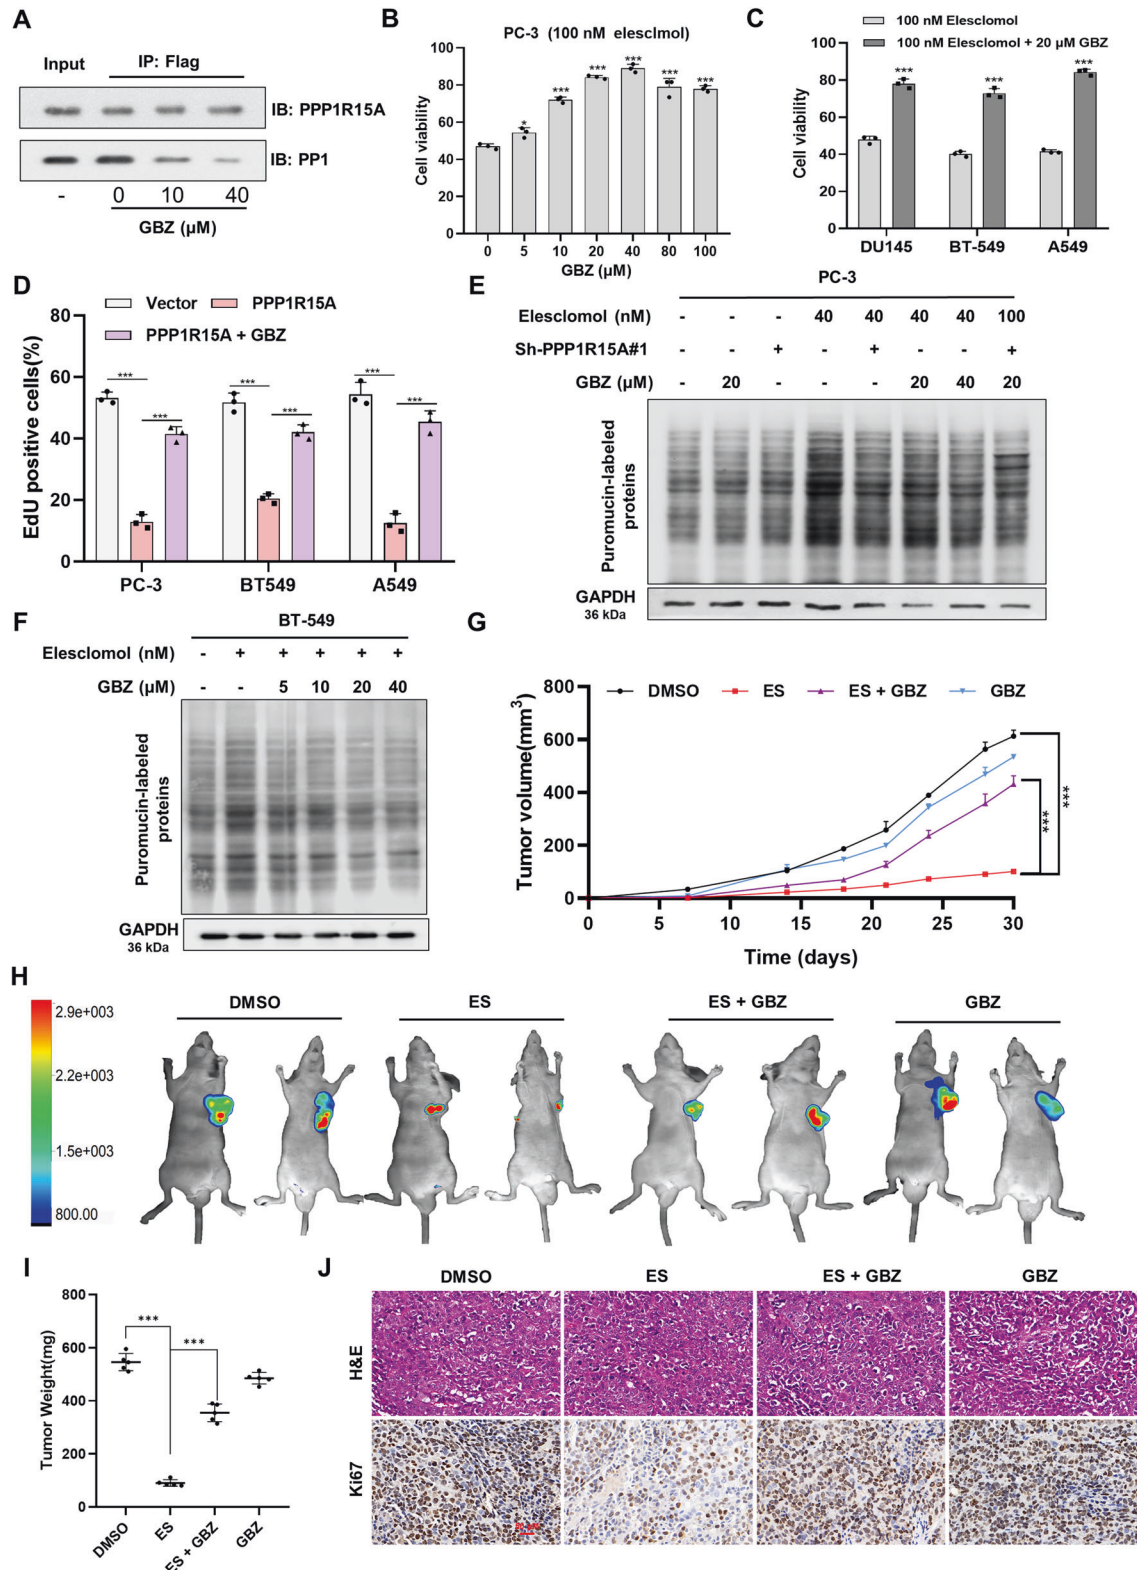 A
Input
IP: Flag
IB: PPP1R15A
IB: PP1
-
0
10
40
GBZ (μM)
B
PC-3 (100 nM elesclmol)
Cell viability
100
80
60
40
20
0
*
***
***
***
***
***
0
5
10
20
40
80
100
GBZ (μM)
C
100 nM Elesclomol
100 nM Elesclomol + 20 μM GBZ
Cell viability
100
80
60
40
20
0
***
***
***
DU145
BT-549
A549
D
Vector
PPP1R15A
PPP1R15A + GBZ
EdU positive cells(%)
80
60
40
20
0
***
***
***
***
***
***
PC-3
BT549
A549
E
PC-3
Elesclomol (nM)
-
-
-
40
40
40
40
100
Sh-PPP1R15A#1
-
-
+
-
+
-
-
+
GBZ (μM)
-
20
-
-
-
20
40
20
Puromucin-labeled
proteins
GAPDH
36 kDa
F
BT-549
Elesclomol (nM)
-
+
+
+
+
+
GBZ (μM)
-
-
5
10
20
40
Puromucin-labeled
proteins
GAPDH
36 kDa
G
DMSO
ES
ES + GBZ
GBZ
Tumor volume(mm³)
800
600
400
200
0
***
***
0
5
10
15
20
25
30
Time (days)
H
2.9e+003
2.2e+003
1.5e+003
800.00
DMSO
ES
ES + GBZ
GBZ
I
Tumor Weight(mg)
800
600
400
200
0
***
***
DMSO
ES
ES + GBZ
GBZ
J
DMSO
ES
ES + GBZ
GBZ
H&E
Ki67